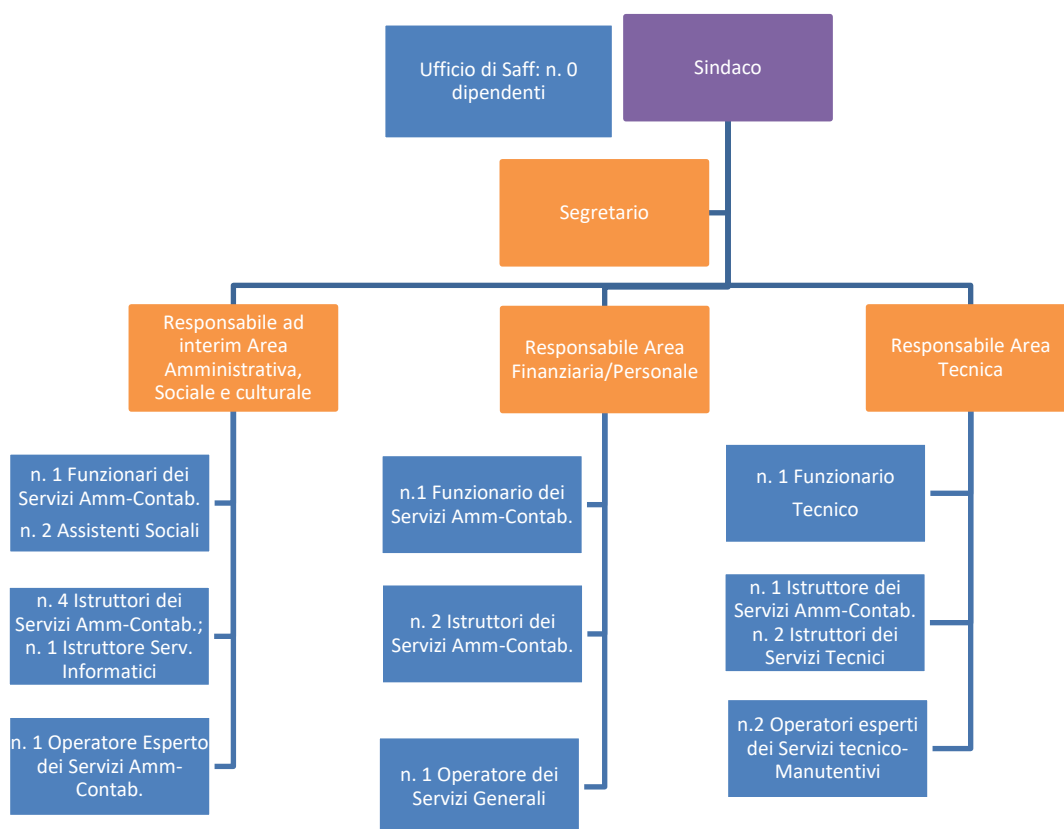 Ufficio di Saff: n. 0
dipendenti
Sindaco
Segretario
Responsabile ad
interim Area
Amministrativa,
Sociale e culturale
Responsabile Area
Finanziaria/Personale
Responsabile Area
Tecnica
n. 1 Funzionari dei
Servizi Amm-Contab.
n. 2 Assistenti Sociali
n. 4 Istruttori dei
Servizi Amm-Contab.;
n. 1 Istruttore Serv.
Informatici
n. 1 Operatore Esperto
dei Servizi Amm-
Contab.
n.1 Funzionario dei
Servizi Amm-Contab.
n. 2 Istruttori dei
Servizi Amm-Contab.
n. 1 Operatore dei
Servizi Generali
n. 1 Funzionario
Tecnico
n. 1 Istruttore dei
Servizi Amm-Contab.
n. 2 Istruttori dei
Servizi Tecnici
n.2 Operatori esperti
dei Servizi tecnico-
Manutentivi